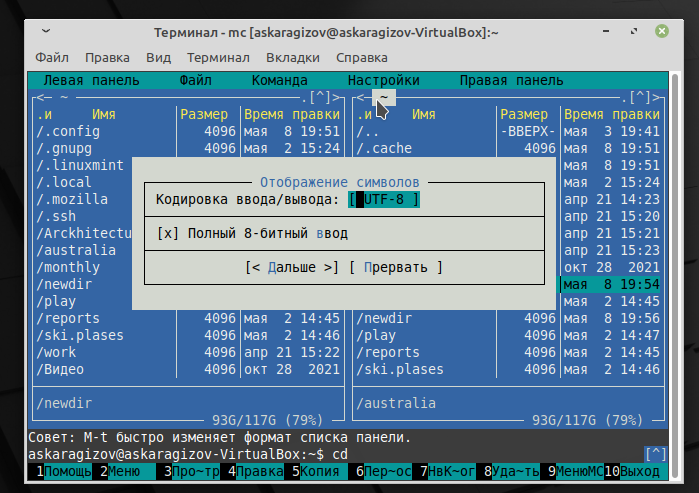 Терминал - mc [askaragizov@askaragizov-VirtualBox]:~
Файл Правка Вид Терминал Вкладки Справка
Левая панель Файл Команда Настройки Правая панель
<— ~ .[^]> <— ~ .[^]>
.и Имя Размер Время правки .и Имя Размер Время правки
/.config 4096 мая 8 19:51 /.. -ВВЕРХ- мая 3 19:41
/.gnupg 4096 мая 2 15:24 /.cache 4096 мая 8 19:51
/.linuxmint мая 8 19:51
/.local мая 2 15:24
/.mozilla апр 21 14:20
/.ssh апр 21 14:23
/Arckhitectu апр 21 15:21
/australia апр 21 15:23
/monthly окт 28 2021
/newdir мая 8 19:54
/play мая 2 14:45
/reports 4096 мая 2 14:45 /newdir 4096 мая 8 19:56
/ski.plases 4096 мая 2 14:46 /play 4096 мая 2 14:47
/work 4096 апр 21 15:22 /reports 4096 мая 2 14:45
/Видео 4096 окт 28 2021 /ski.plases 4096 мая 2 14:46
Отображение символов
Кодировка ввода/вывода: [ UTF-8 ]
[x] Полный 8-битный ввод
[< Дальше >] [ Прервать ]
/newdir /australia
93G/117G (79%) 93G/117G (79%)
Совет: M-t быстро изменяет формат списка панели.
askaragizov@askaragizov-VirtualBox:~$ cd [^]
1Помощь 2Меню 3Про~тр 4Правка 5Копия 6Пер~ос 7НвК~ог 8Уда~ть 9МенюMC 10Выход